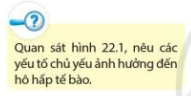 Quan sát hình 22.1, nêu các
yếu tố chủ yếu ảnh hưởng đến
hô hấp tế bào.